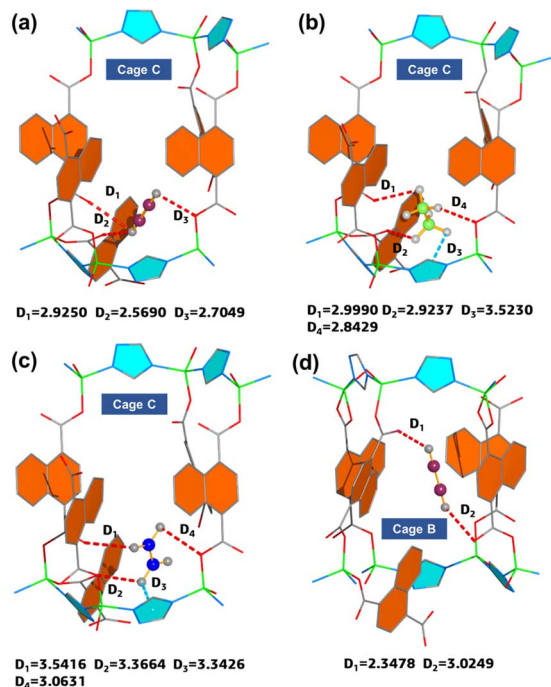 (a)
Cage C
D₁
D₂
D₃
D₁=2.9250 D₂=2.5690 D₃=2.7049
(b)
Cage C
D₁
D₄
D₂
D₃
D₁=2.9990 D₂=2.9237 D₃=3.5230
D₄=2.8429
(c)
Cage C
D₁
D₄
D₂
D₃
D₁=3.5416 D₂=3.3664 D₃=3.3426
D₄=3.0631
(d)
D₁
D₂
Cage B
D₁=2.3478 D₂=3.0249